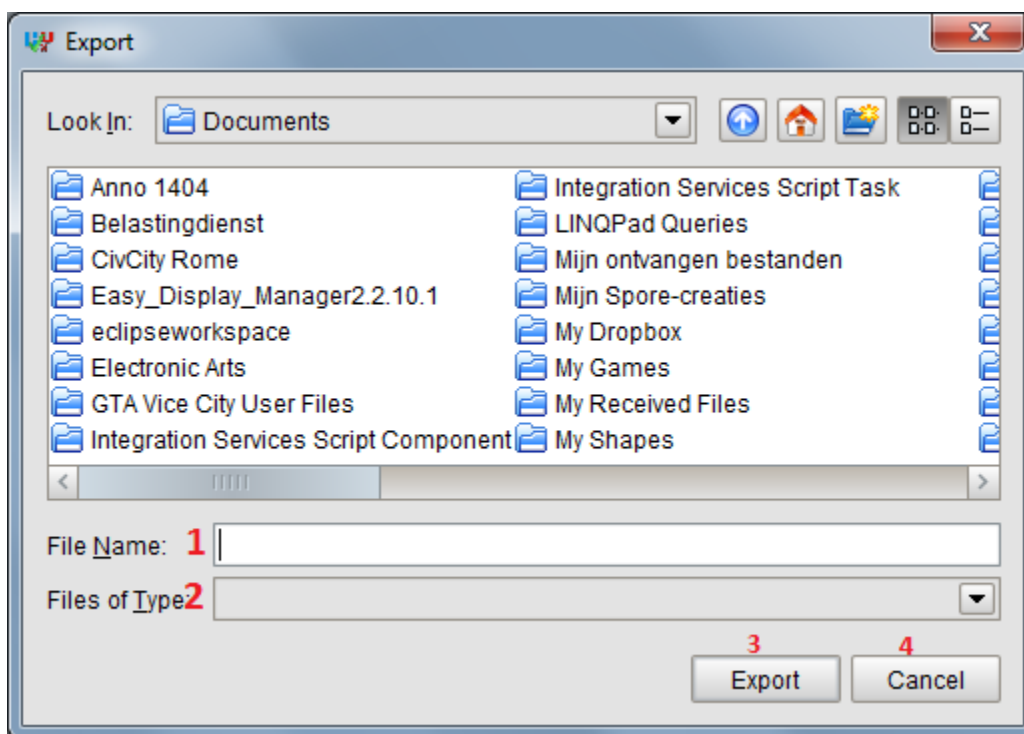 Export
Look In: Documents
Anno 1404
Integration Services Script Task
Belastingdienst
LINQPad Queries
CivCity Rome
Mijn ontvangen bestanden
Easy_Display_Manager2.2.10.1
Mijn Spore-creaties
eclipseworkspace
My Dropbox
Electronic Arts
My Games
GTA Vice City User Files
My Received Files
Integration Services Script Component
My Shapes
File Name: 1
Files of Type: 2
3 4
Export Cancel